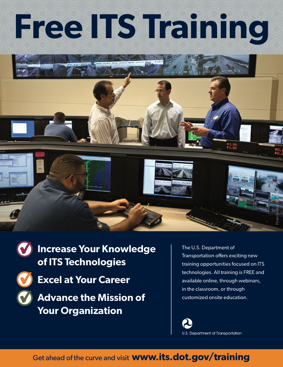 Free ITS Training
Increase Your Knowledge
of ITS Technologies
Excel at Your Career
Advance the Mission of
Your Organization
The U.S. Department of
Transportation offers exciting new
training opportunities focused on ITS
technologies. All training is FREE and
available online, through webinars,
in the classroom, or through
customized onsite education.
U.S. Department of Transportation
Get ahead of the curve and visit www.its.dot.gov/training